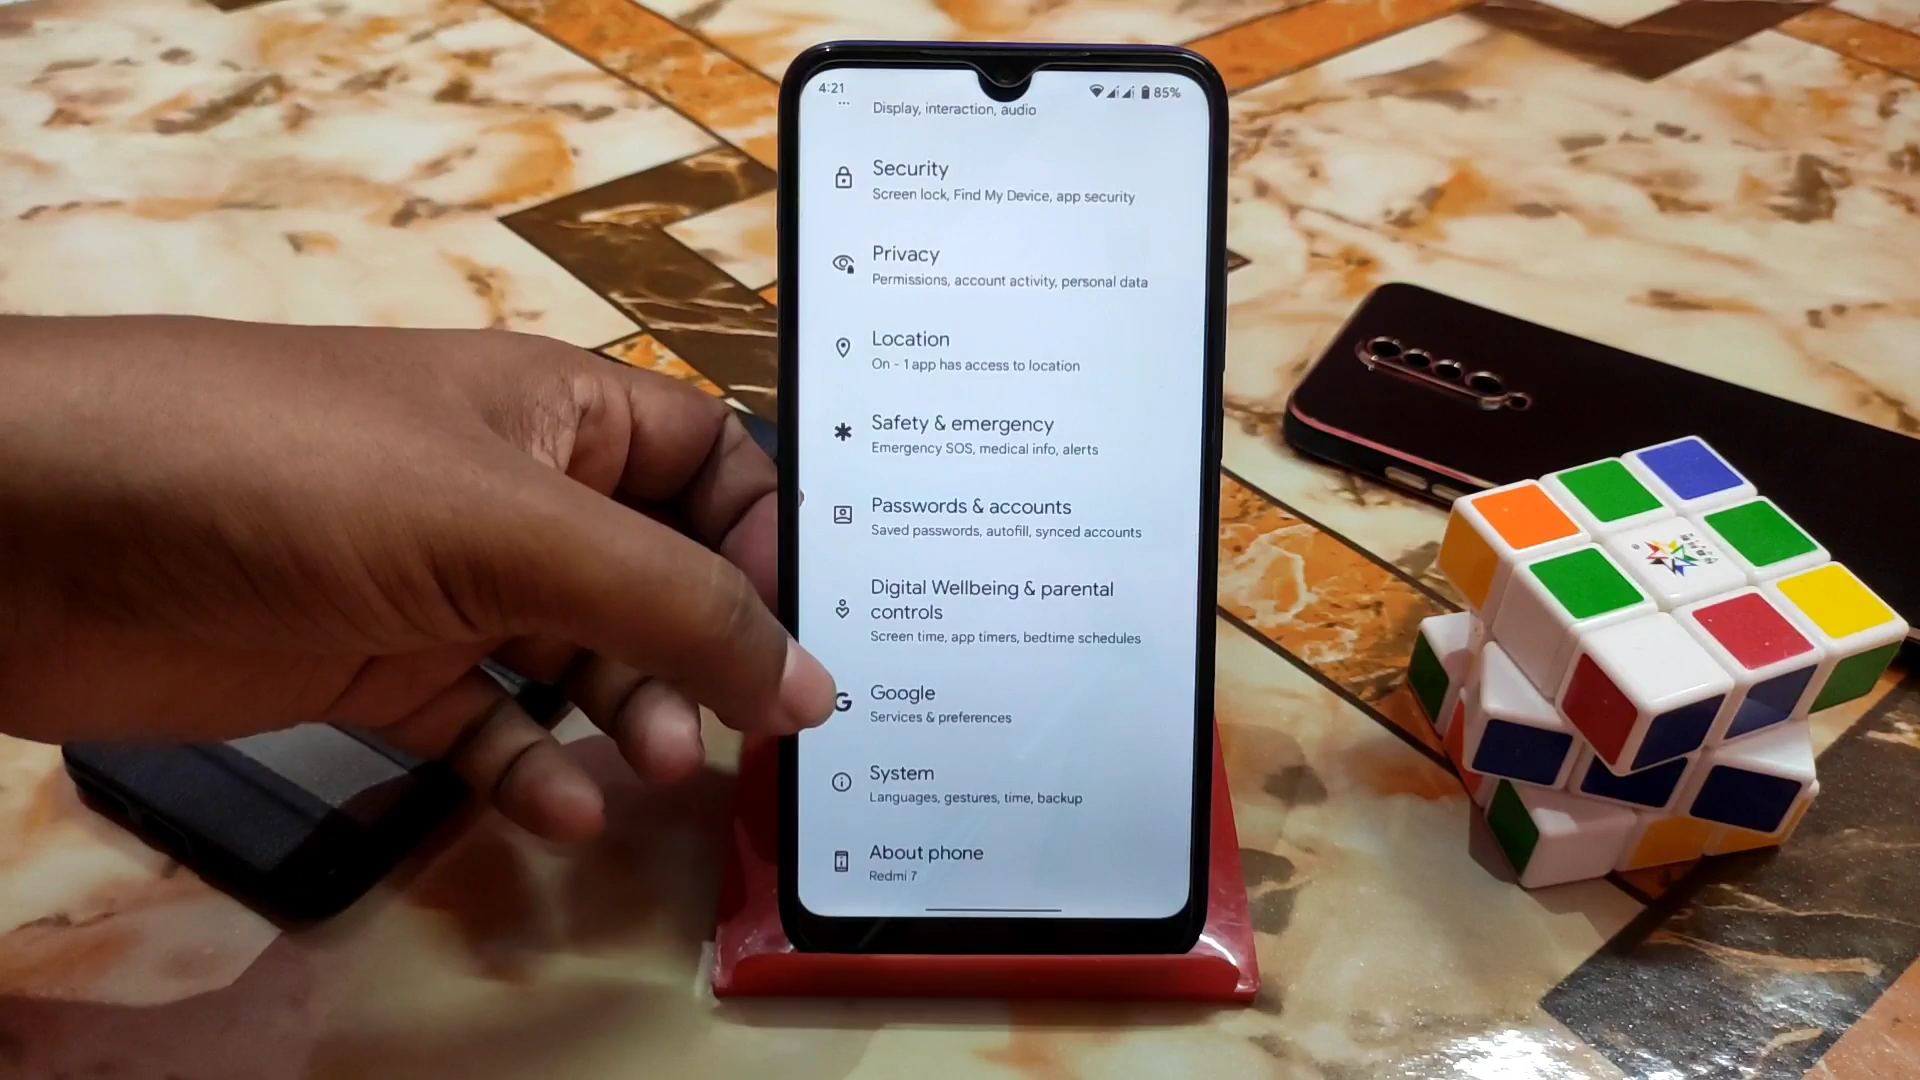 4:21
85%
Display, interaction, audio
Security
Screen lock, Find My Device, app security
Privacy
Permissions, account activity, personal data
Location
On - 1 app has access to location
Safety & emergency
Emergency SOS, medical info, alerts
Passwords & accounts
Saved passwords, autofill, synced accounts
Digital Wellbeing & parental
controls
Screen time, app timers, bedtime schedules
Google
Services & preferences
System
Languages, gestures, time, backup
About phone
Redmi 7